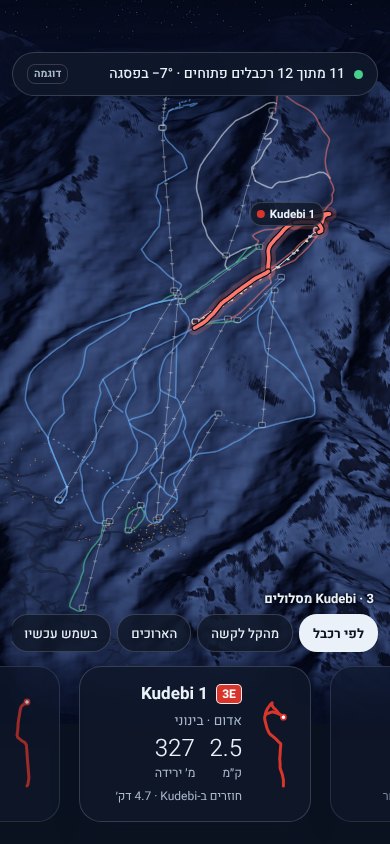 11 מתוך 12 רכבלים פתוחים · −7° בפסגה
דוגמה
Kudebi 1
Kudebi · 3 מסלולים
לפי רכבל
מהקל לקשה
הארוכים
בשמש עכשיו
3E Kudebi 1
אדום · בינוני
2.5 327
ק״מ מ׳ ירידה
חוזרים ב-Kudebi · 4.7 דק׳